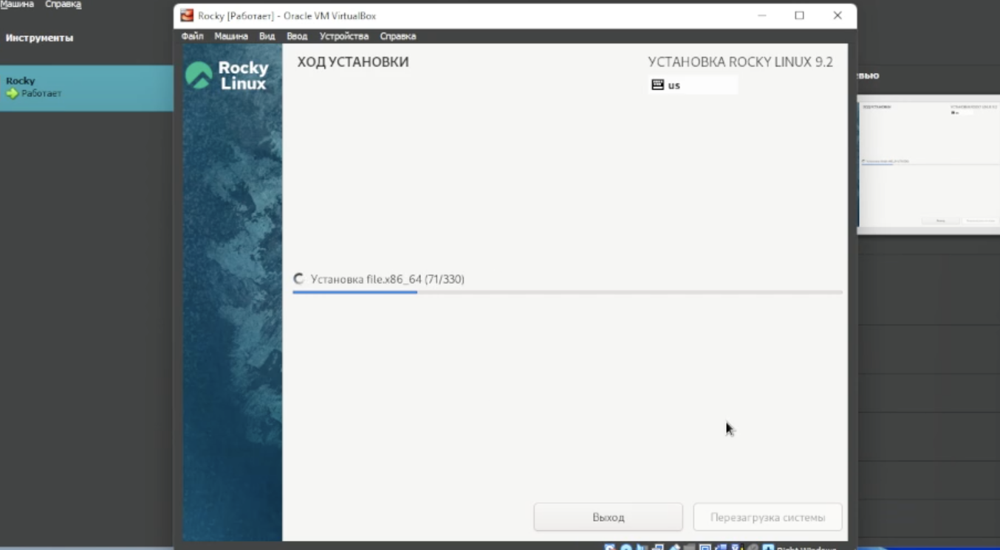 Машина Справка
Инструменты
Rocky
Работает
Rocky [Работает] - Oracle VM VirtualBox
Файл Машина Вид Ввод Устройства Справка
Rocky
Linux
ХОД УСТАНОВКИ
УСТАНОВКА ROCKY LINUX 9.2
us
Установка file.x86_64 (71/330)
Выход
Перезагрузка системы
Right Windows